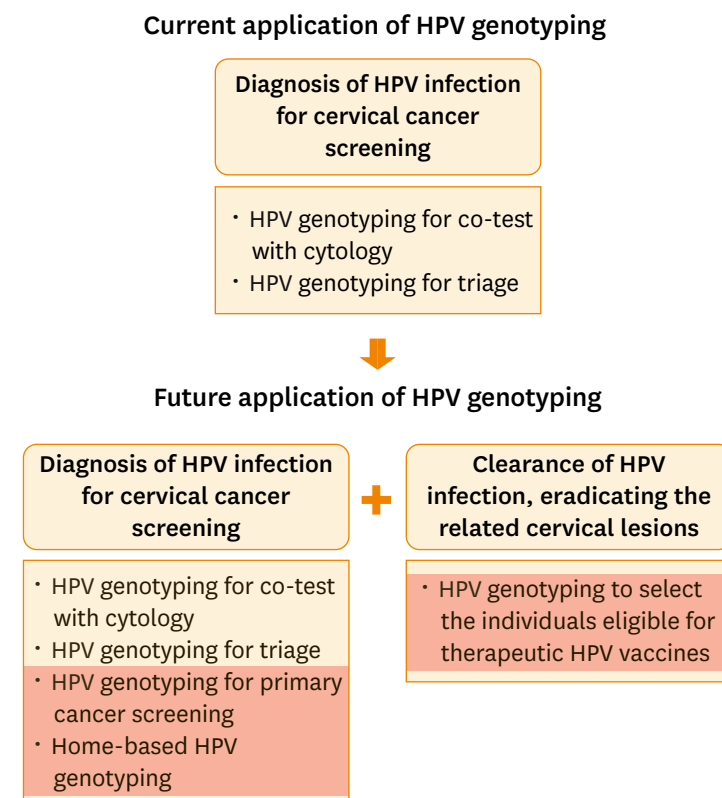 Current application of HPV genotyping
Diagnosis of HPV infection
for cervical cancer
screening
· HPV genotyping for co-test
with cytology
· HPV genotyping for triage
Future application of HPV genotyping
Diagnosis of HPV infection
for cervical cancer
screening
· HPV genotyping for co-test
with cytology
· HPV genotyping for triage
· HPV genotyping for primary
cancer screening
· Home-based HPV
genotyping
Clearance of HPV
infection, eradicating the
related cervical lesions
· HPV genotyping to select
the individuals eligible for
therapeutic HPV vaccines